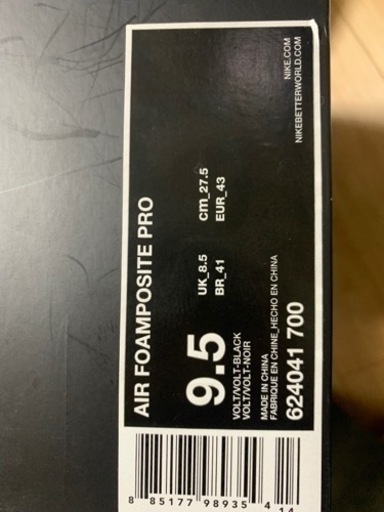 AIR FOAMPOSITE PRO
9.5
UK_8.5 cm_27.5
BR_41 EUR_43
VOLT/VOLT-BLACK
VOLT/VOLT-NOIR
MADE IN CHINA
FABRIQUE EN CHINE_HECHO EN CHINA
624041 700
NIKE.COM
NIKEBETTERWORLD.COM
8 85177 98935 4